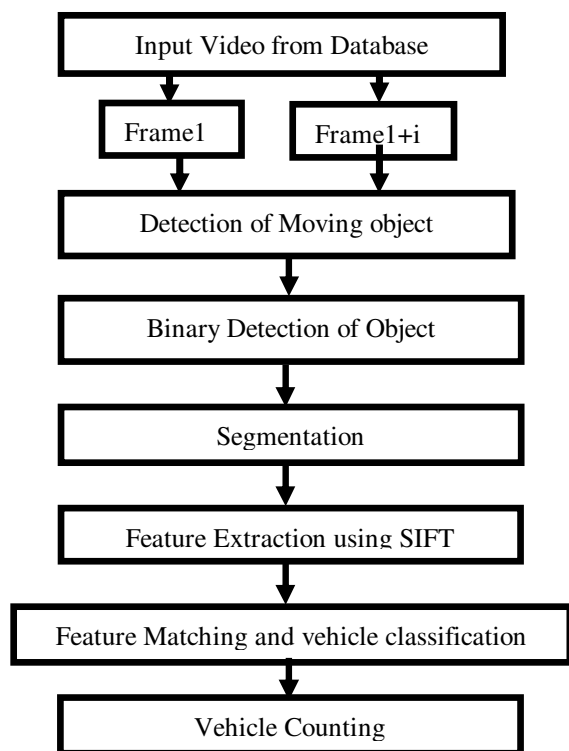 Input Video from Database
Frame1
Frame1+i
Detection of Moving object
Binary Detection of Object
Segmentation
Feature Extraction using SIFT
Feature Matching and vehicle classification
Vehicle Counting